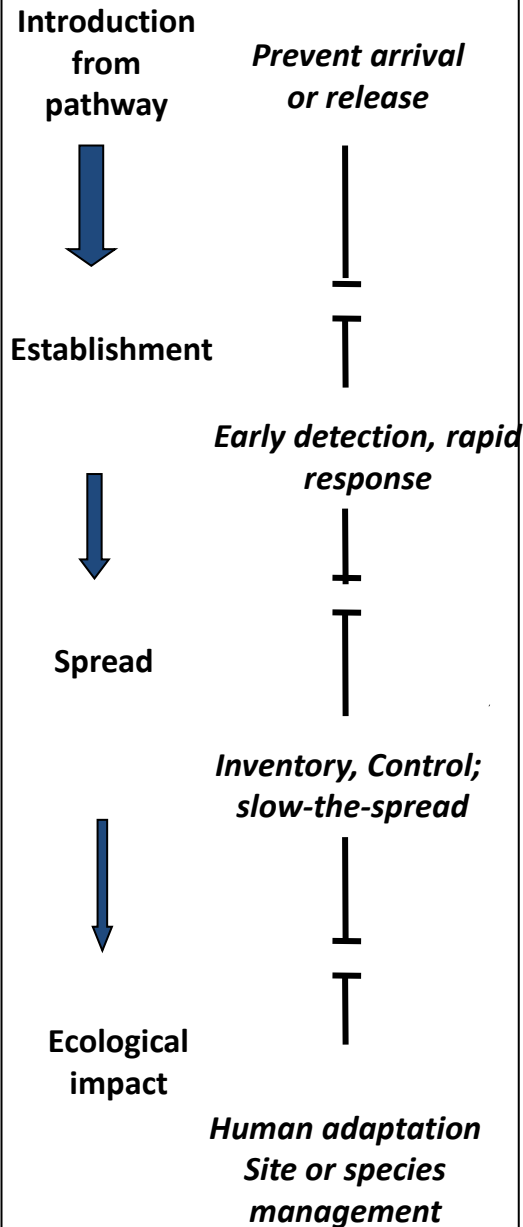 Introduction
from
pathway
Prevent arrival
or release
Establishment
Early detection, rapid
response
Spread
Inventory, Control;
slow-the-spread
Ecological
impact
Human adaptation
Site or species
management